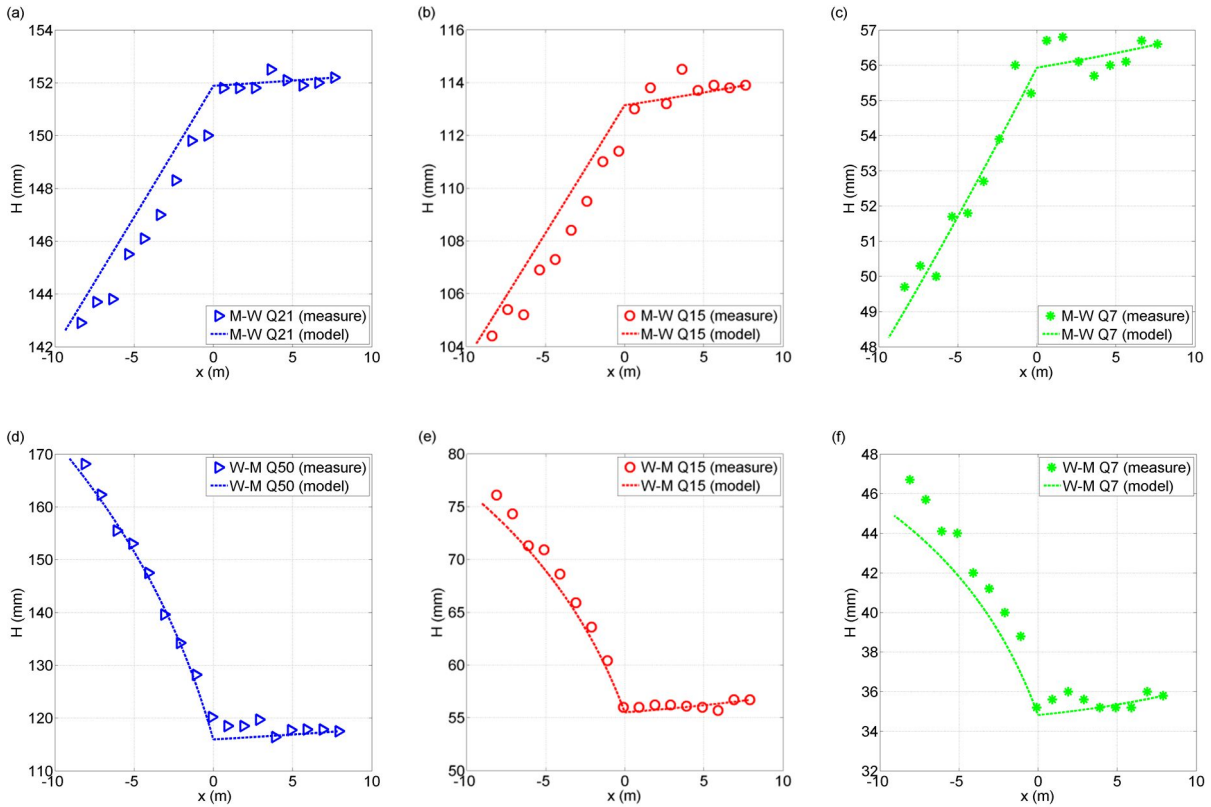 (a)
H (mm)
154
152
150
148
146
144
142
-10
-5
0
5
10
x (m)
M-W Q21 (measure)
M-W Q21 (model)
(b)
H (mm)
116
114
112
110
108
106
104
-10
-5
0
5
10
x (m)
M-W Q15 (measure)
M-W Q15 (model)
(c)
H (mm)
57
56
55
54
53
52
51
50
49
48
-10
-5
0
5
10
x (m)
M-W Q7 (measure)
M-W Q7 (model)
(d)
H (mm)
170
160
150
140
130
120
110
-10
-5
0
5
10
x (m)
W-M Q50 (measure)
W-M Q50 (model)
(e)
H (mm)
80
75
70
65
60
55
50
-10
-5
0
5
10
x (m)
W-M Q15 (measure)
W-M Q15 (model)
(f)
H (mm)
48
46
44
42
40
38
36
34
32
-10
-5
0
5
10
x (m)
W-M Q7 (measure)
W-M Q7 (model)